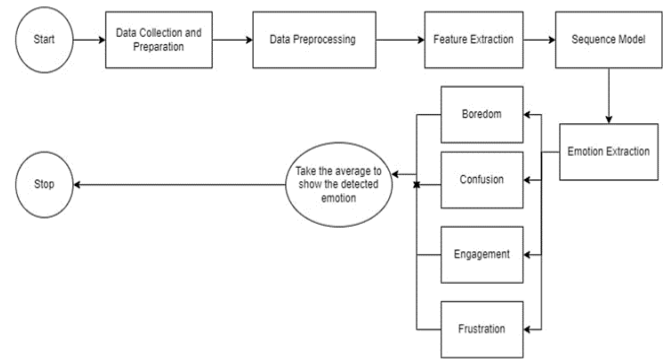 Start
Data Collection and
Preparation
Data Preprocessing
Feature Extraction
Sequence Model
Boredom
Emotion Extraction
Confusion
Take the average to
show the detected
emotion
Stop
Engagement
Frustration